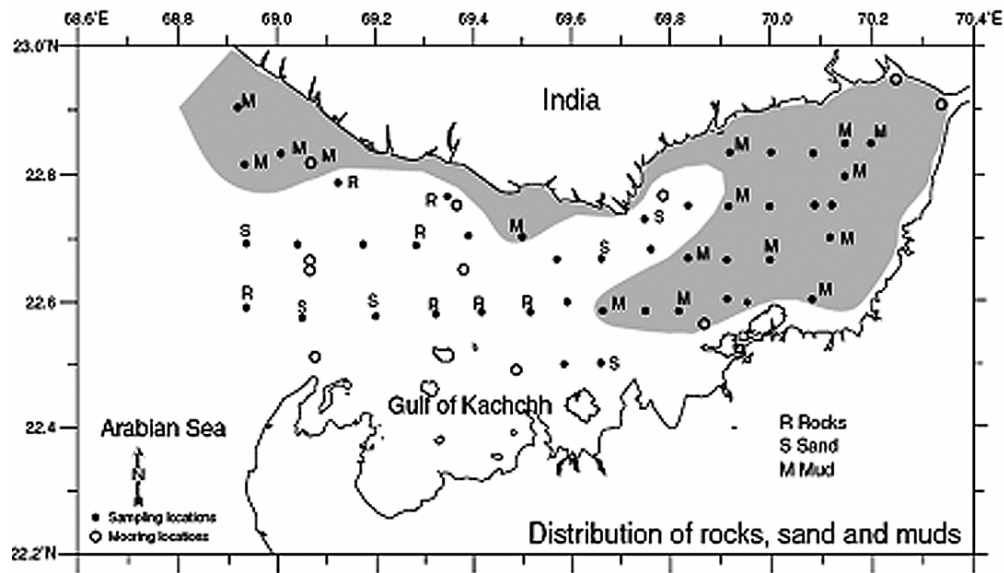 68.6°E 68.8 69.0 69.2 69.4 69.6 69.8 70.0 70.2 70.4°E
23.0°N
India
M
M M
M M M
M
22.8
R
M
R
M
S
S
R
S
M
M
M
M
R
S
S
R
R
R
M
M
M
22.6
S
Gulf of Kachchh
22.4
Arabian Sea
N
R Rocks
S Sand
M Mud
Sampling locations
Mooring locations
Distribution of rocks, sand and muds
22.2°N